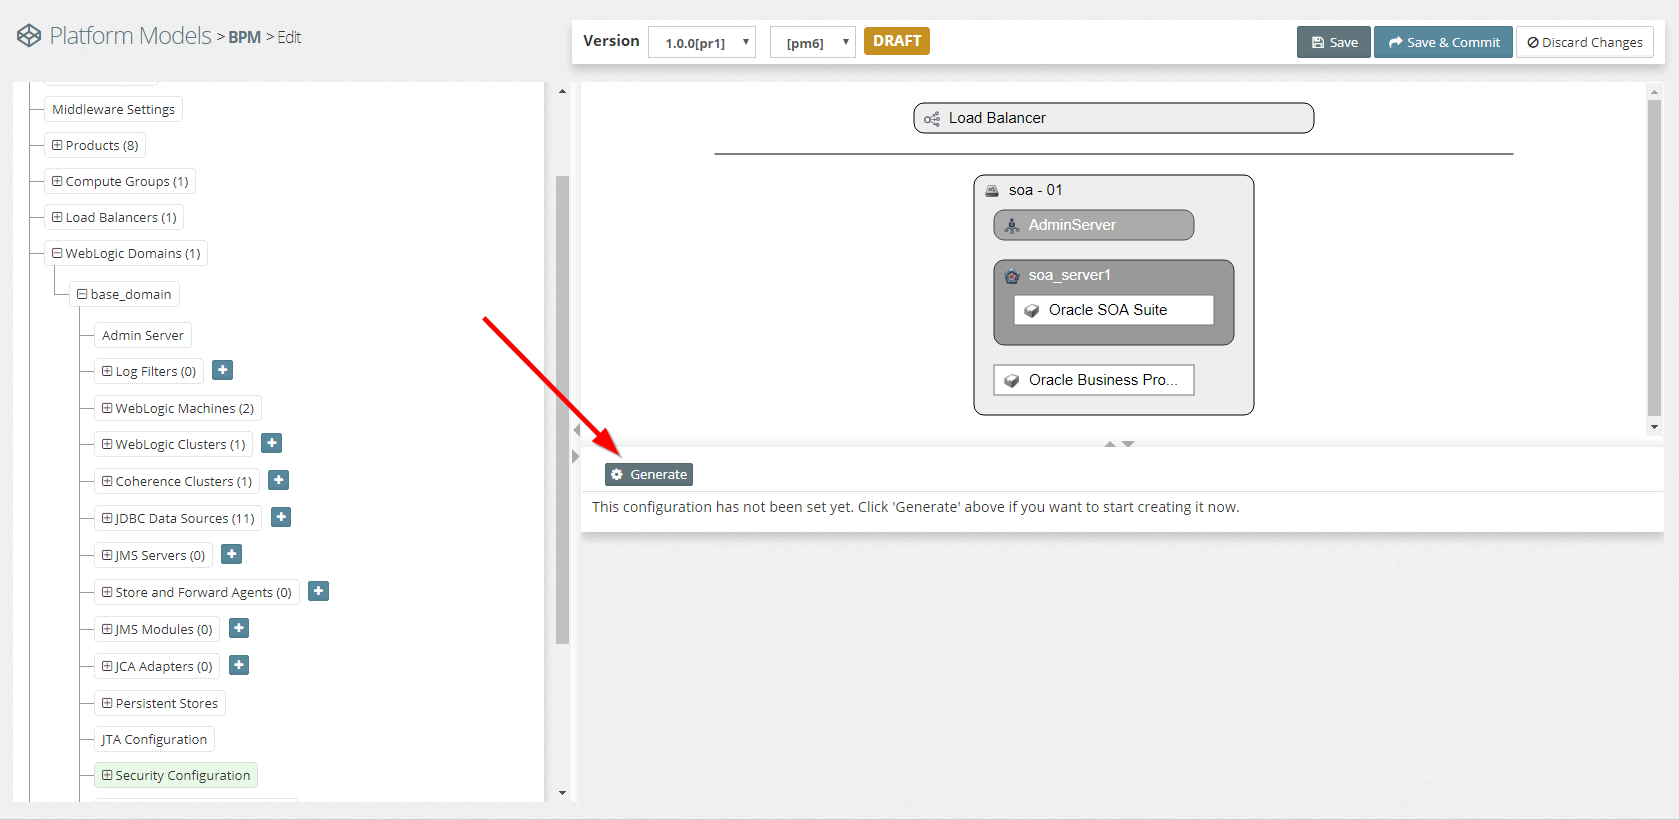 Platform Models > BPM > Edit
Version 1.0.0[pr1] [pm6] DRAFT Save Save & Commit Discard Changes
Middleware Settings
Products (8)
Compute Groups (1)
Load Balancers (1)
WebLogic Domains (1)
base_domain
Admin Server
Log Filters (0)
WebLogic Machines (2)
WebLogic Clusters (1)
Coherence Clusters (1)
JDBC Data Sources (11)
JMS Servers (0)
Store and Forward Agents (0)
JMS Modules (0)
JCA Adapters (0)
Persistent Stores
JTA Configuration
Security Configuration
Load Balancer
soa - 01
AdminServer
soa_server1
Oracle SOA Suite
Oracle Business Pro...
Generate
This configuration has not been set yet. Click 'Generate' above if you want to start creating it now.